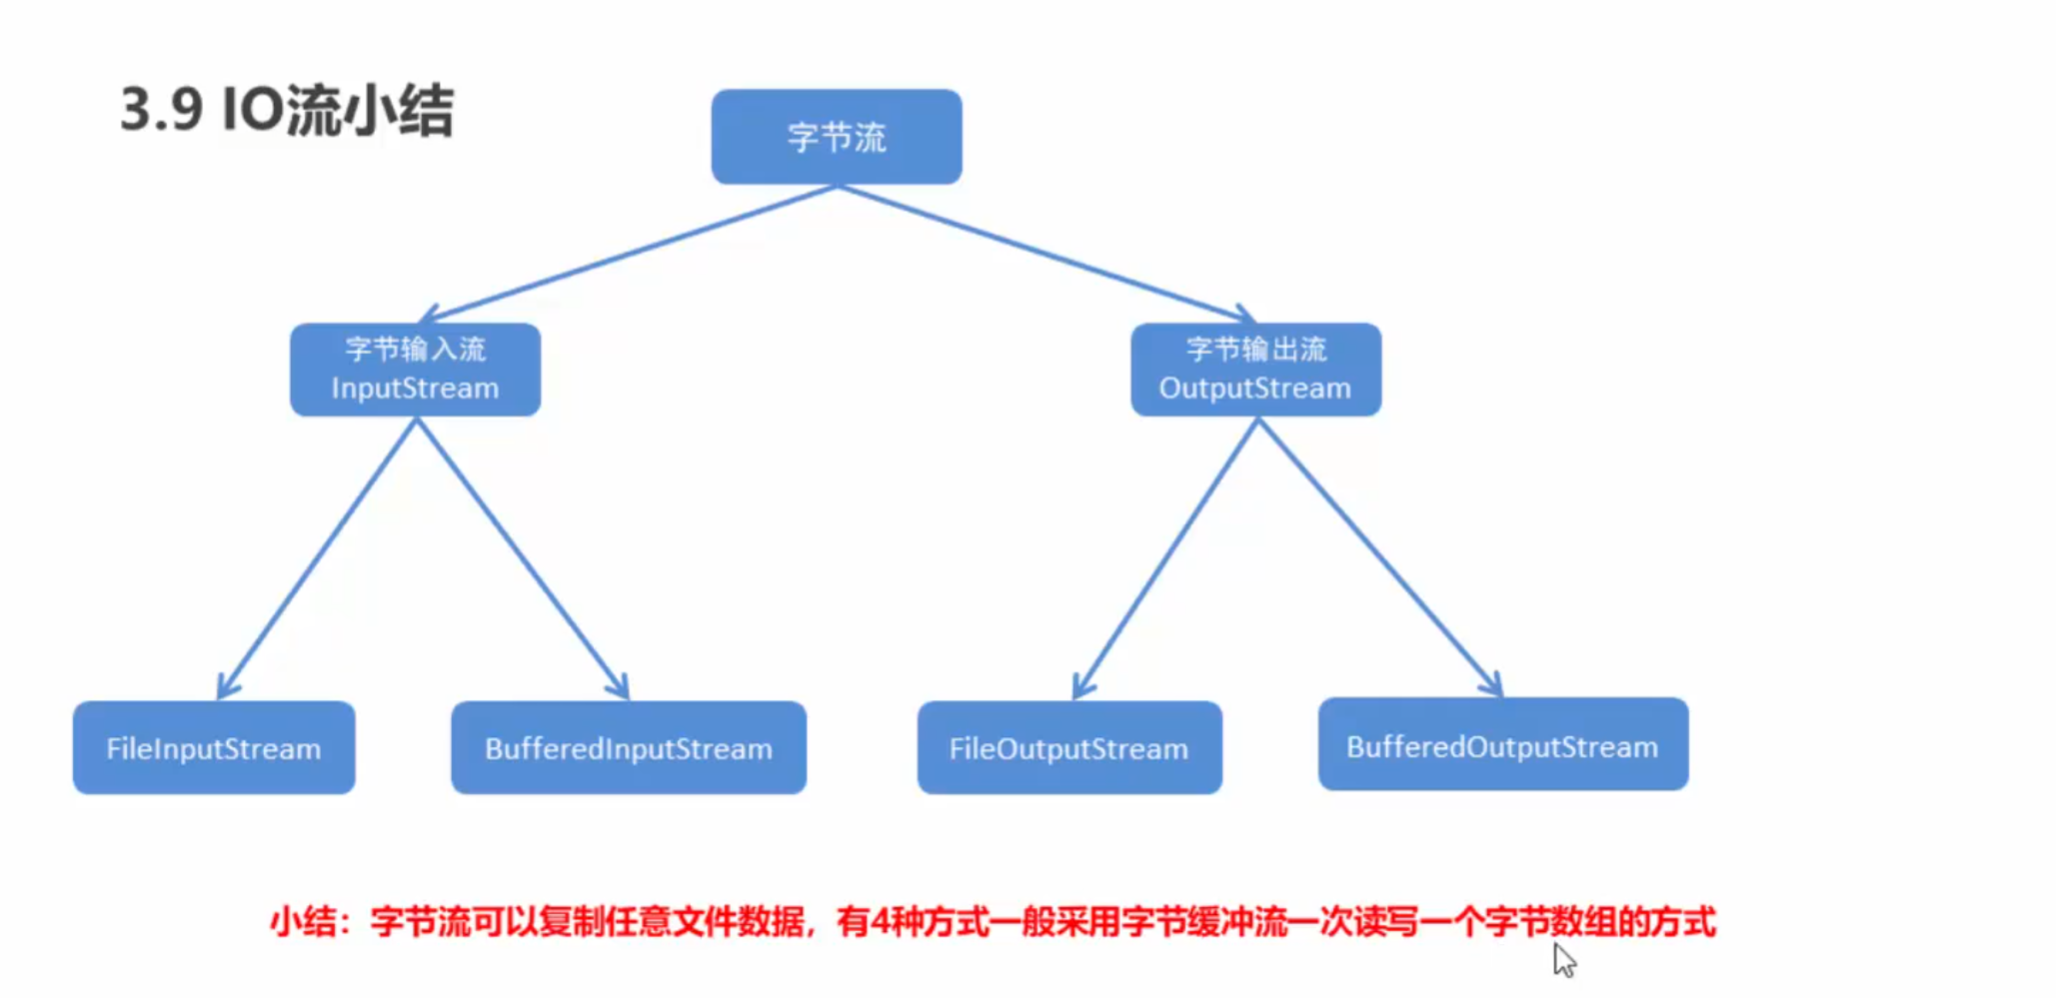 3.9 IO流小结
字节流
字节输入流
InputStream
字节输出流
OutputStream
FileInputStream
BufferedInputStream
FileOutputStream
BufferedOutputStream
小结：字节流可以复制任意文件数据，有4种方式一般采用字节缓冲流一次读写一个字节数组的方式